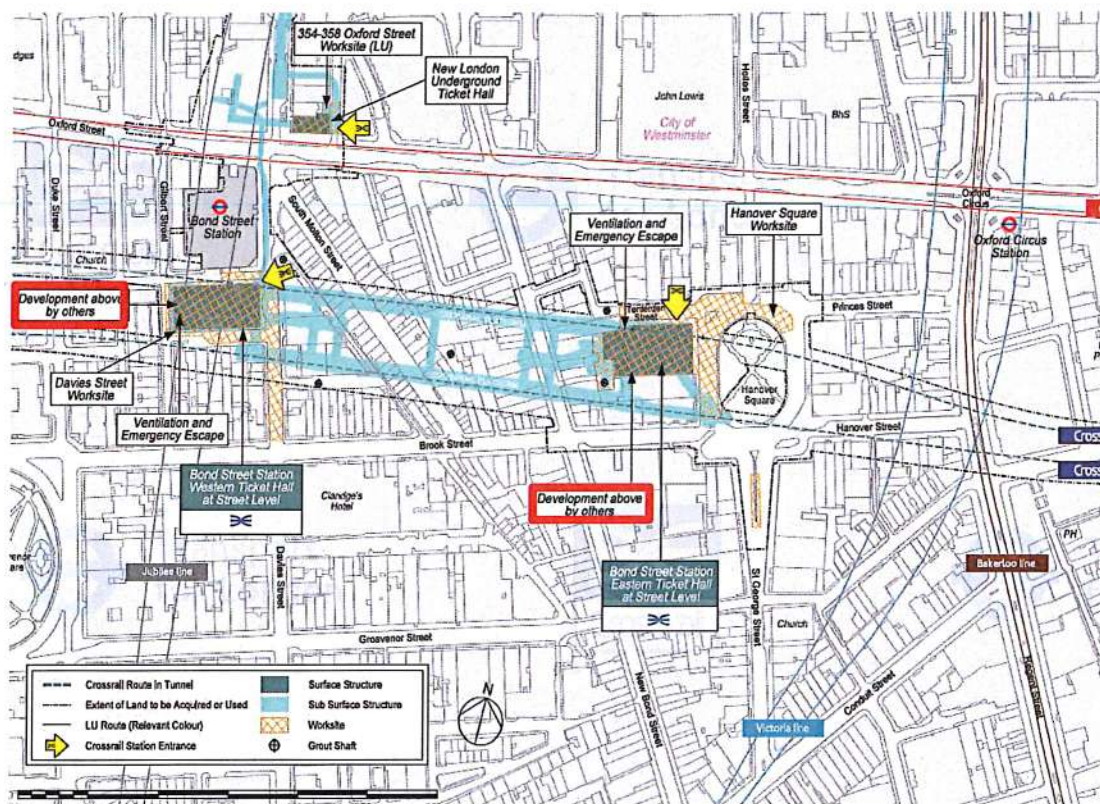 354-358 Oxford Street
Worksite (LU)
New London
Underground
Ticket Hall
Oxford Street
John Lewis
City of
Westminster
Holles Street
BhS
Duke Street
Gilbert Street
Bond Street
Station
South Molton Street
Ventilation and
Emergency Escape
Hanover Square
Worksite
Oxford
Circus
Oxford Circus
Station
Church
Development above
by others
Tenterden
Street
Princes Street
Davies Street
Worksite
Hanover
Square
Hanover Street
Ventilation and
Emergency Escape
Brook Street
Cross
Cross
Bond Street Station
Western Ticket Hall
at Street Level
Claridge's
Hotel
Development above
by others
Jubilee line
Davies Street
Bond Street Station
Eastern Ticket Hall
at Street Level
St George Street
Bakerloo line
PH
Regent Street
Grosvenor Street
Church
New Bond Street
Conduit Street
Victoria line
Crossrail Route in Tunnel
Extent of Land to be Acquired or Used
LU Route (Relevant Colour)
Crossrail Station Entrance
Surface Structure
Sub Surface Structure
Worksite
Grout Shaft
N